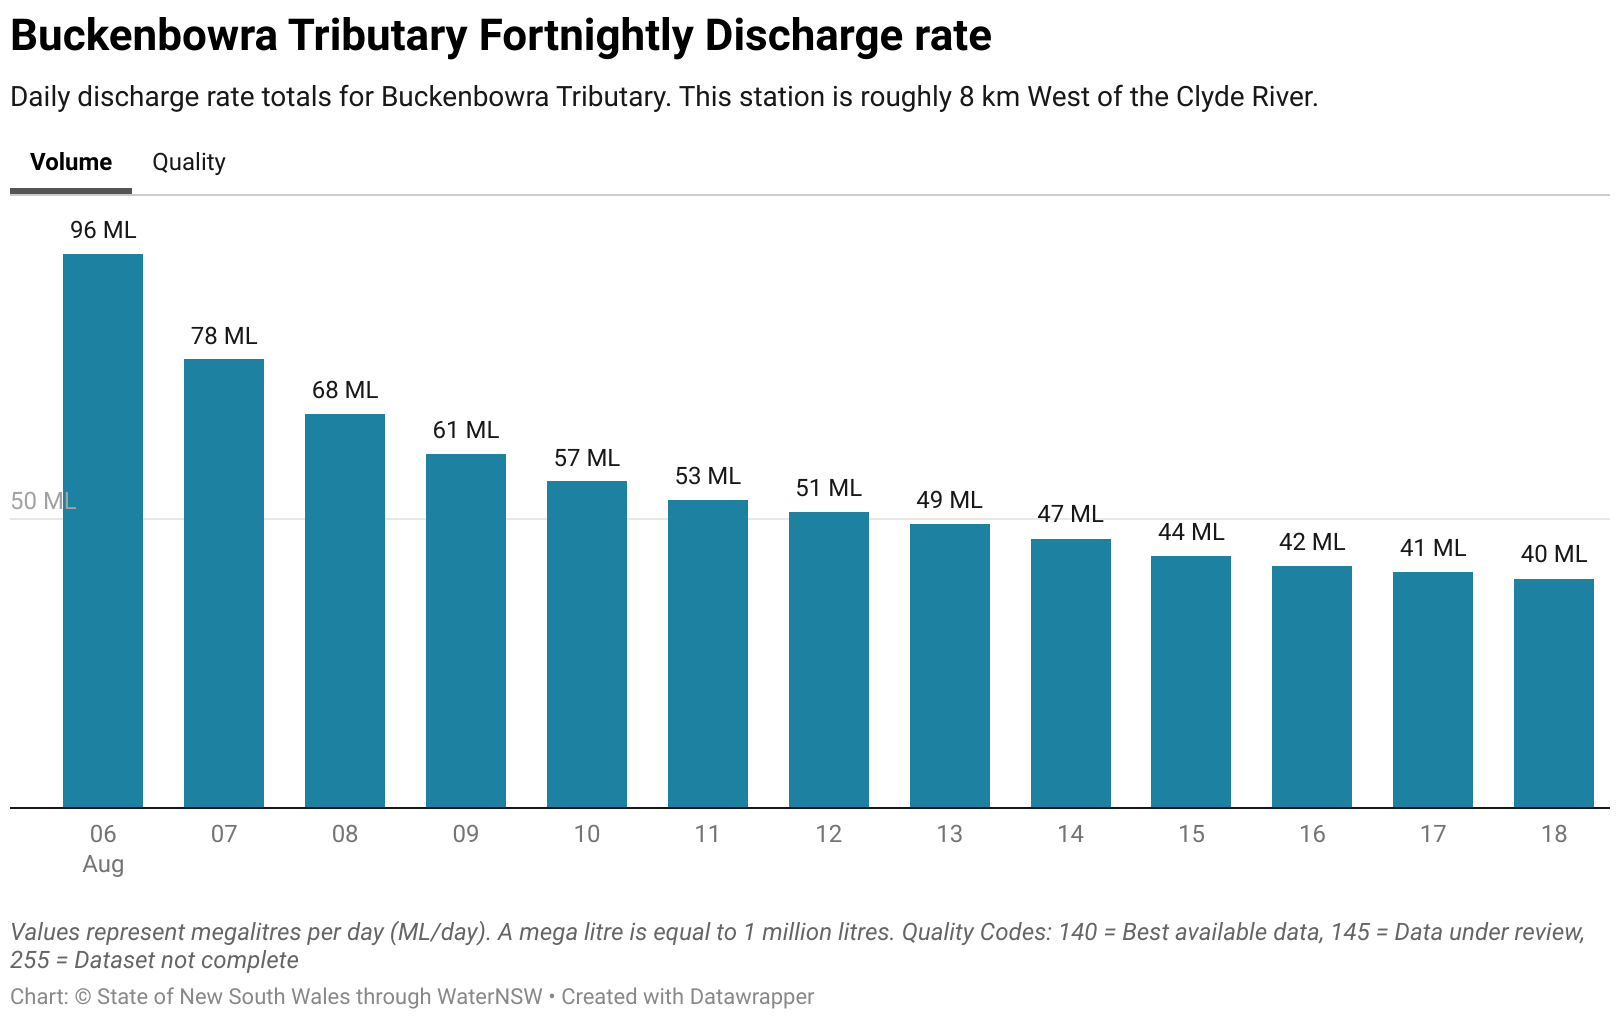 Buckenbowra Tributary Fortnightly Discharge rate
Daily discharge rate totals for Buckenbowra Tributary. This station is roughly 8 km West of the Clyde River.
Volume Quality
96 ML
78 ML
68 ML
61 ML
57 ML
53 ML
51 ML
49 ML
47 ML
44 ML
42 ML
41 ML
40 ML
50 ML
06 07 08 09 10 11 12 13 14 15 16 17 18
Aug
Values represent megalitres per day (ML/day). A mega litre is equal to 1 million litres. Quality Codes: 140 = Best available data, 145 = Data under review,
255 = Dataset not complete
Chart: © State of New South Wales through WaterNSW • Created with Datawrapper